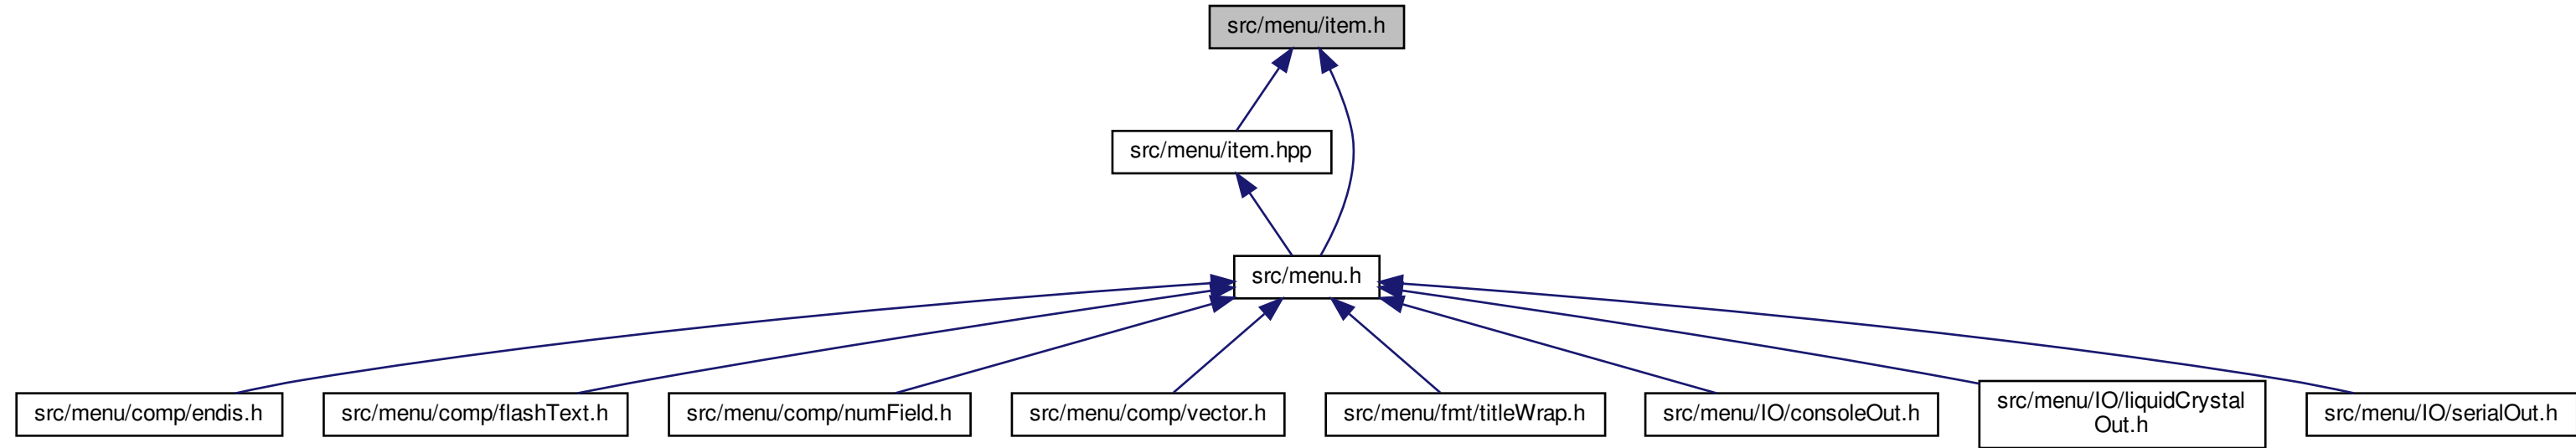 src/menu/item.h
src/menu/item.hpp
src/menu.h
src/menu/comp/endis.h
src/menu/comp/flashText.h
src/menu/comp/numField.h
src/menu/comp/vector.h
src/menu/fmt/titleWrap.h
src/menu/IO/consoleOut.h
src/menu/IO/liquidCrystal
Out.h
src/menu/IO/serialOut.h